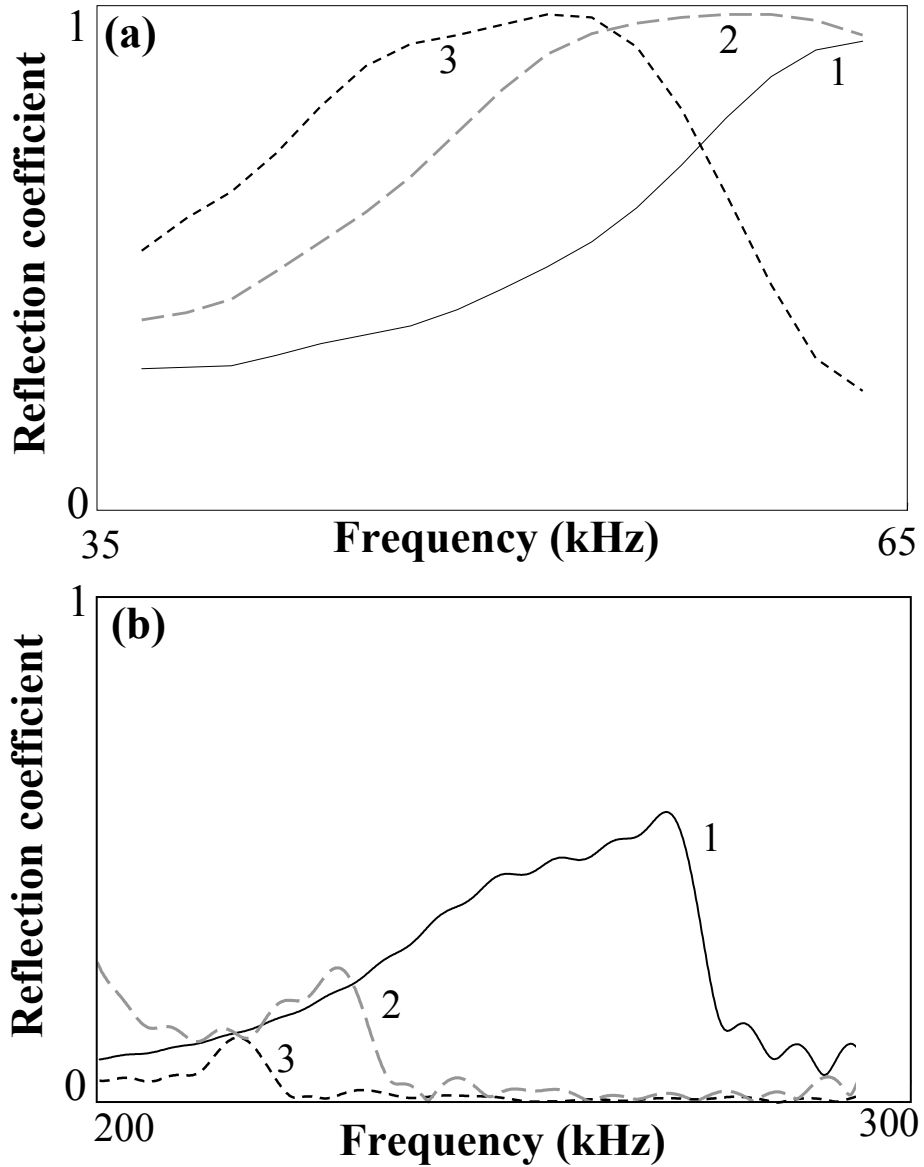 1
(a)
3
2
1
Reflection coefficient
0
35
Frequency (kHz)
65
1
(b)
1
2
3
Reflection coefficient
0
200
Frequency (kHz)
300